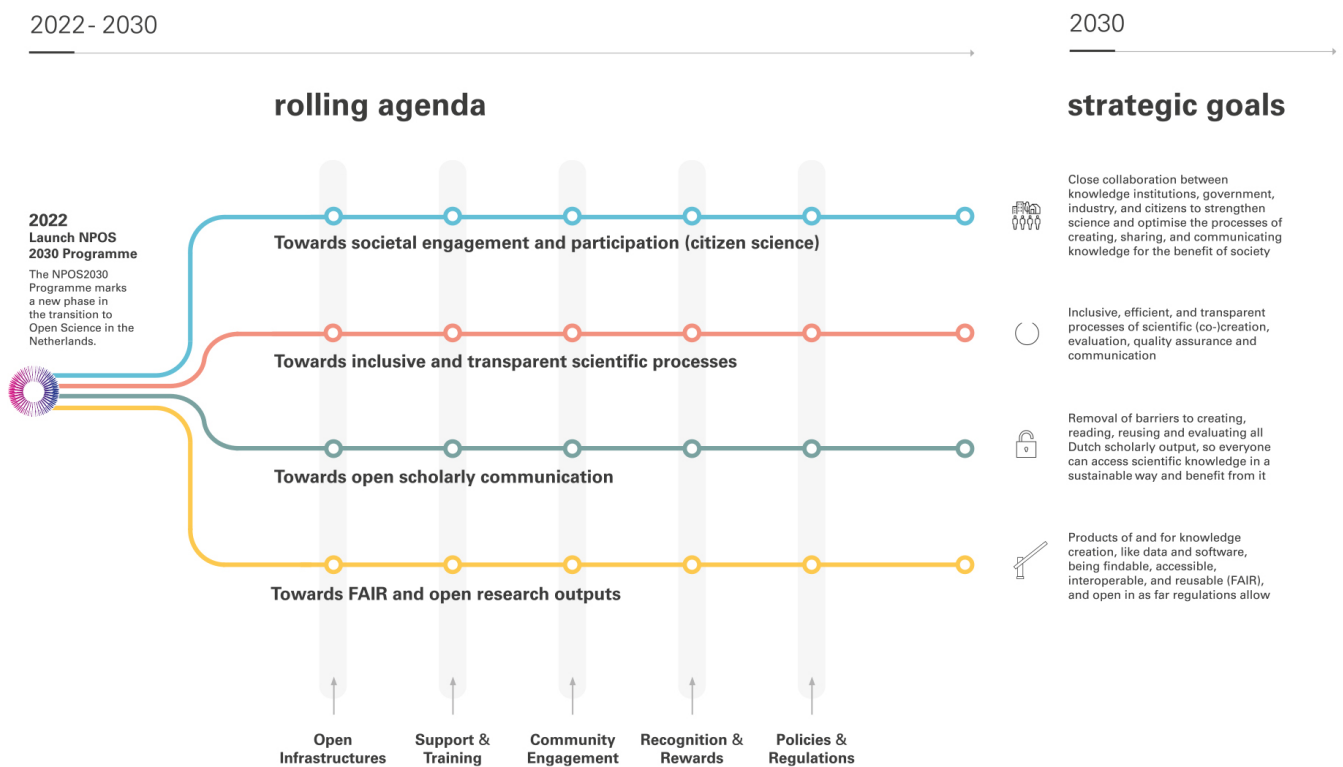 2022 - 2030
2030
rolling agenda
strategic goals
2022
Launch NPOS
2030 Programme
The NPOS2030
Programme marks
a new phase in
the transition to
Open Science in the
Netherlands.
Towards societal engagement and participation (citizen science)
Close collaboration between
knowledge institutions, government,
industry, and citizens to strengthen
science and optimise the processes of
creating, sharing, and communicating
knowledge for the benefit of society
Towards inclusive and transparent scientific processes
Inclusive, efficient, and transparent
processes of scientific (co-)creation,
evaluation, quality assurance and
communication
Towards open scholarly communication
Removal of barriers to creating,
reading, reusing and evaluating all
Dutch scholarly output, so everyone
can access scientific knowledge in a
sustainable way and benefit from it
Towards FAIR and open research outputs
Products of and for knowledge
creation, like data and software,
being findable, accessible,
interoperable, and reusable (FAIR),
and open in as far regulations allow
Open
Infrastructures
Support &
Training
Community
Engagement
Recognition &
Rewards
Policies &
Regulations